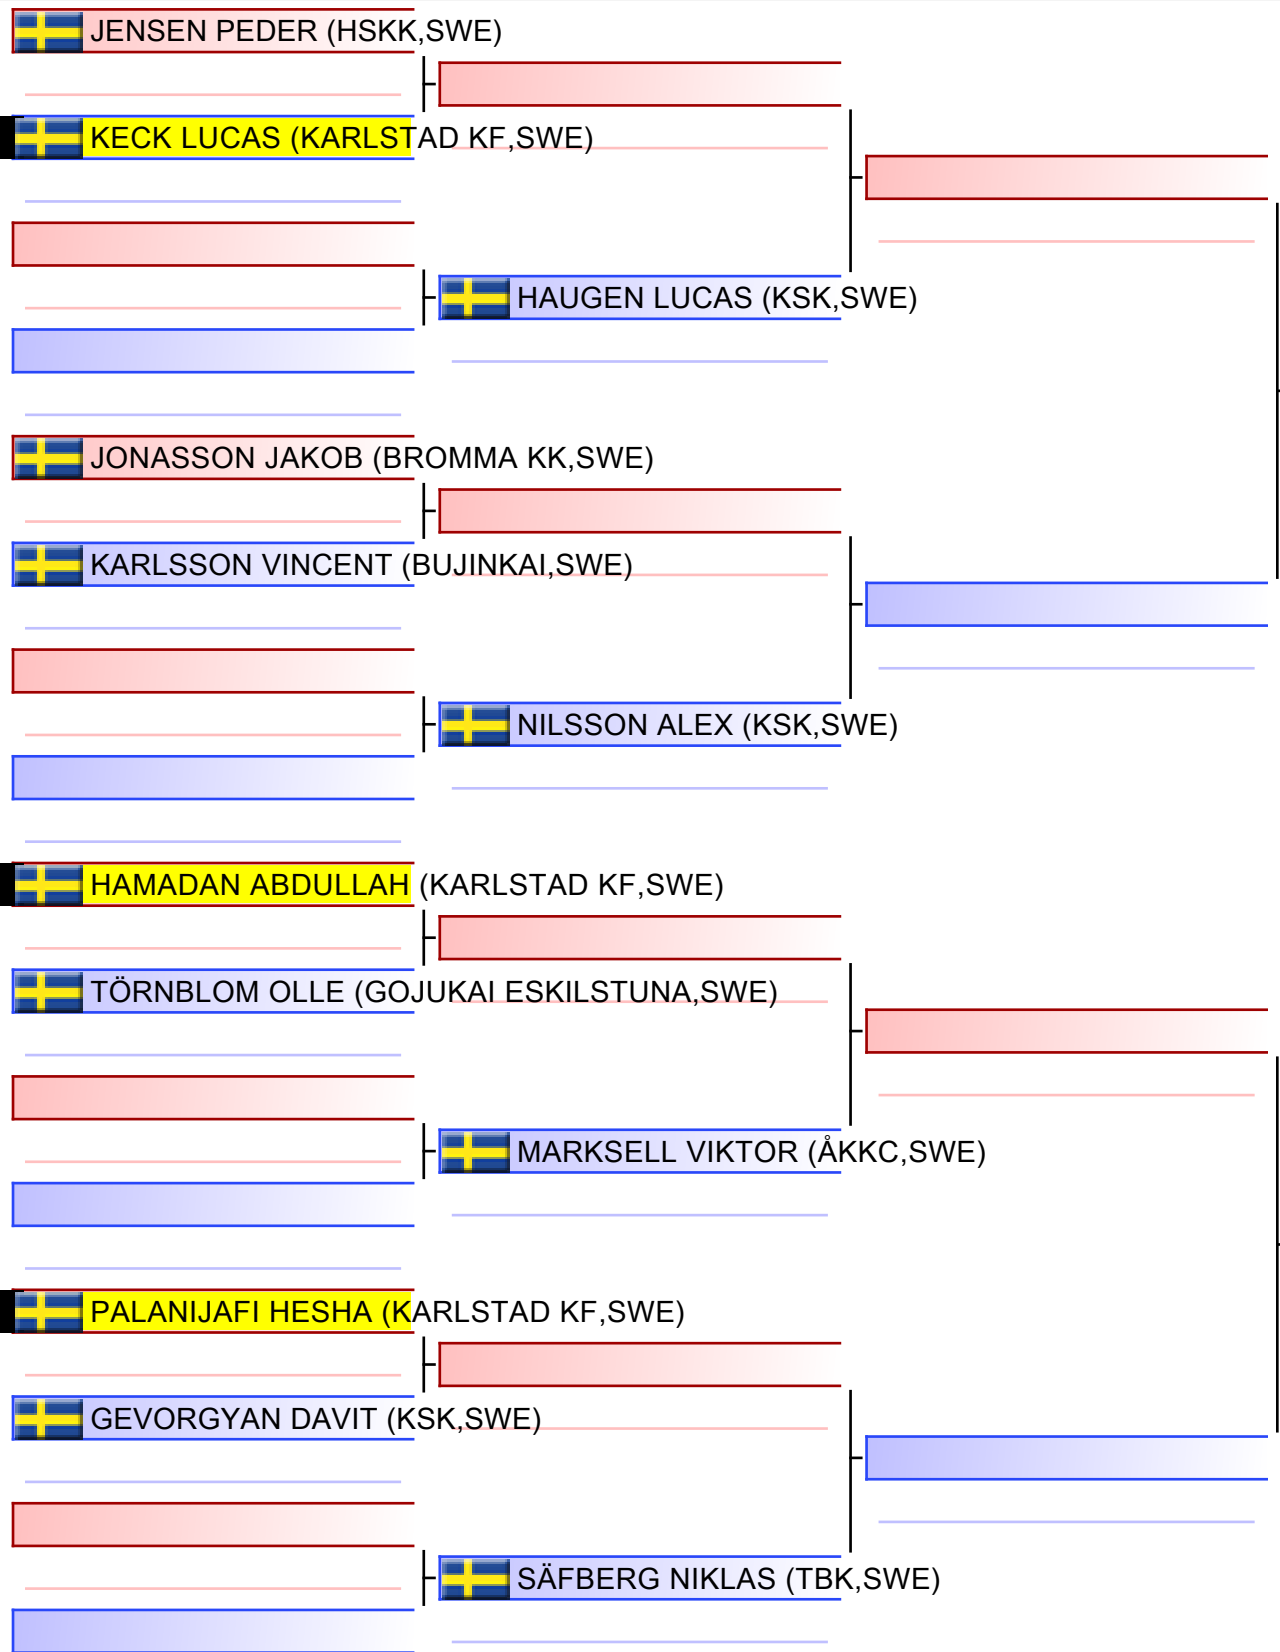 JENSEN PEDER (HSKK,SWE)
KECK LUCAS (KARLSTAD KF,SWE)
HAUGEN LUCAS (KSK,SWE)
JONASSON JAKOB (BROMMA KK,SWE)
KARLSSON VINCENT (BUJINKAI,SWE)
NILSSON ALEX (KSK,SWE)
HAMADAN ABDULLAH (KARLSTAD KF,SWE)
TÖRNBLOM OLLE (GOJUKAI ESKILSTUNA,SWE)
MARKSELL VIKTOR (ÅKKC,SWE)
PALANIJAFI HESHA (KARLSTAD KF,SWE)
GEVORGYAN DAVIT (KSK,SWE)
SÄFBERG NIKLAS (TBK,SWE)